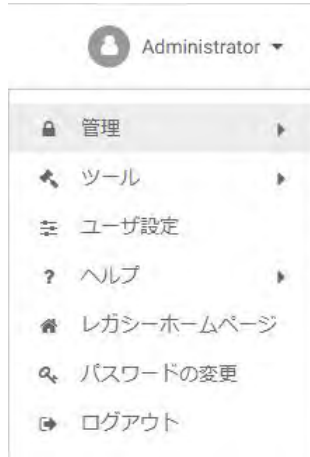 Administrator
管理
ツール
ユーザ設定
? ヘルプ
レガシーホームページ
パスワードの変更
ログアウト